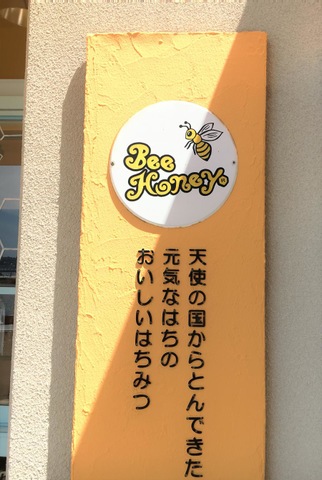 Bee
Honey
天使の国からとんできた
元気なはちの
おいしいはちみつ